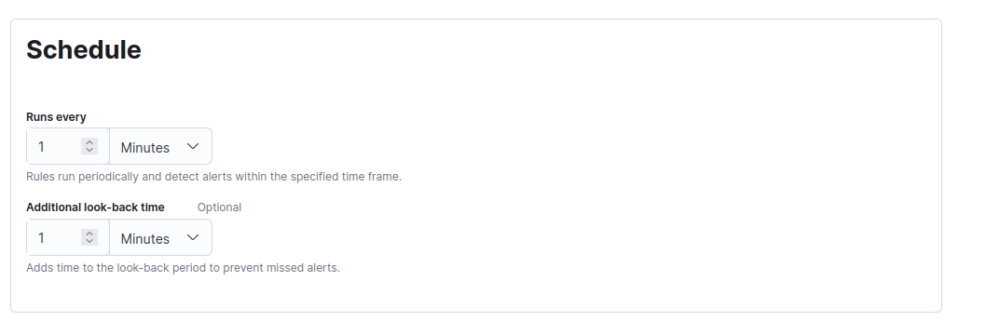 Schedule
Runs every
1 Minutes
Rules run periodically and detect alerts within the specified time frame.
Additional look-back time Optional
1 Minutes
Adds time to the look-back period to prevent missed alerts.